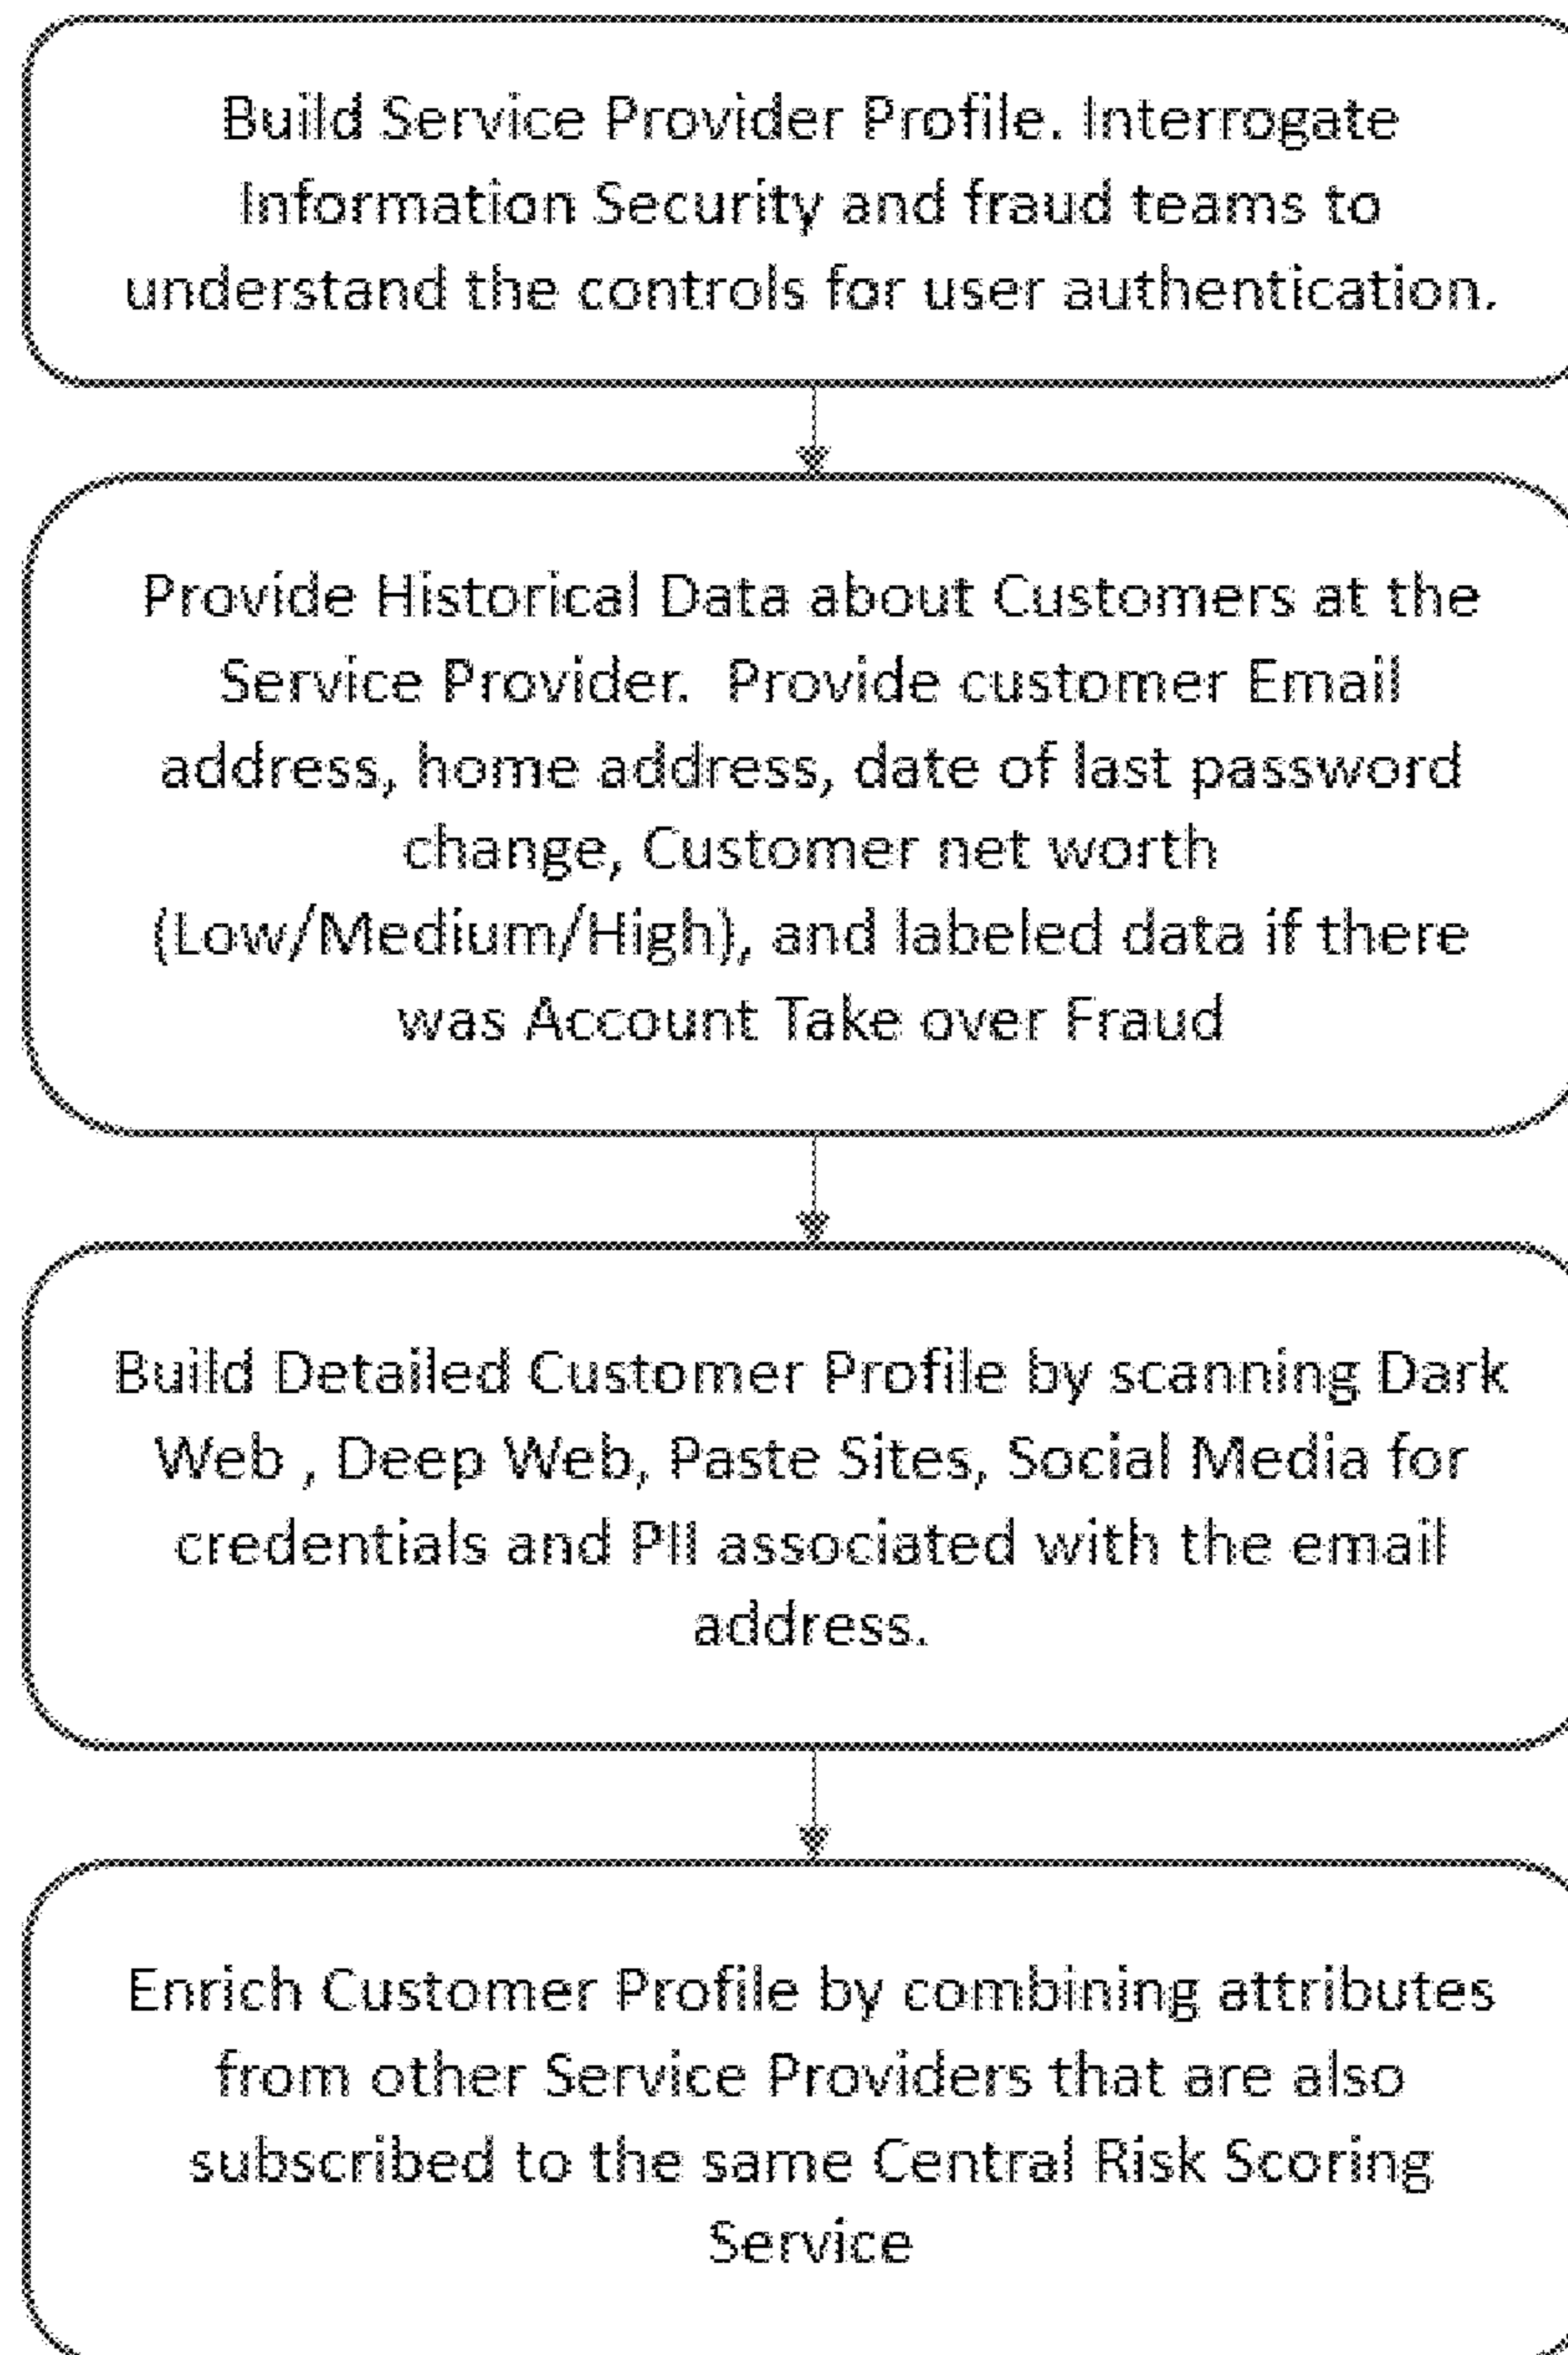 Build Service Provider Profile. Interrogate
Information Security and fraud teams to
understand the controls for user authentication.
Provide Historical Data about Customers at the
Service Provider.  Provide customer Email
address, home address, date of last password
change, Customer net worth
(Low/Medium/High), and labeled data if there
was Account Take over Fraud
Build Detailed Customer Profile by scanning Dark
Web , Deep Web, Paste Sites, Social Media for
credentials and PII associated with the email
address.
Enrich Customer Profile by combining attributes
from other Service Providers that are also
subscribed to the same Central Risk Scoring
Service